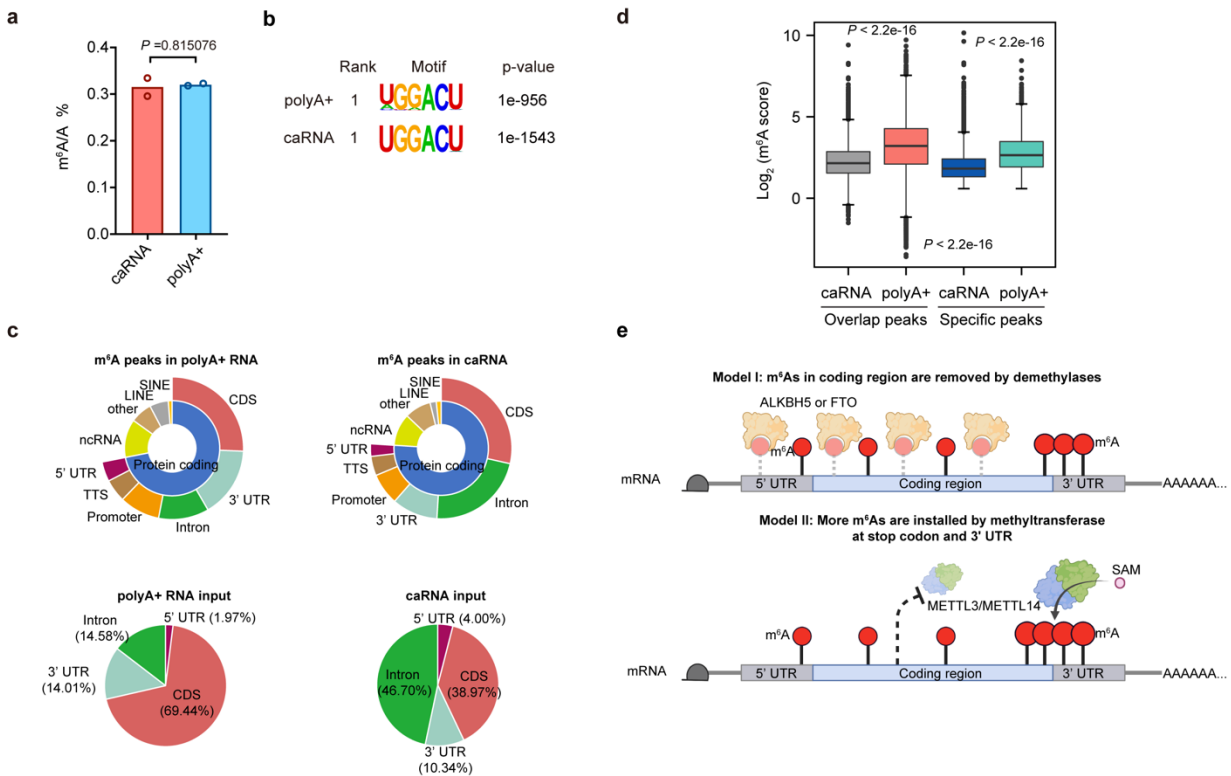 a
P =0.815076
0.4
0.3
0.2
0.1
0.0
m⁶A/A %
caRNA
polyA+
b
Rank Motif p-value
polyA+ 1 UGGACU 1e-956
caRNA 1 UGGACU 1e-1543
c
m⁶A peaks in polyA+ RNA
SINE
LINE
other
ncRNA
5' UTR
TTS
Promoter
Intron
3' UTR
CDS
Protein coding
m⁶A peaks in caRNA
SINE
LINE
other
ncRNA
5' UTR
TTS
Promoter
3' UTR
Intron
CDS
Protein coding
polyA+ RNA input
5' UTR (1.97%)
Intron
(14.58%)
3' UTR
(14.01%)
CDS
(69.44%)
caRNA input
5' UTR (4.00%)
Intron
(46.70%)
CDS
(38.97%)
3' UTR
(10.34%)
d
P < 2.2e-16
P < 2.2e-16
P < 2.2e-16
10
5
0
Log₂ (m⁶A score)
caRNA polyA+ caRNA polyA+
Overlap peaks Specific peaks
e
Model I: m⁶As in coding region are removed by demethylases
ALKBH5 or FTO
m⁶A
m⁶A
mRNA
5' UTR
Coding region
3' UTR
AAAAAA...
Model II: More m⁶As are installed by methyltransferase
at stop codon and 3' UTR
SAM
METTL3/METTL14
m⁶A
m⁶A
mRNA
5' UTR
Coding region
3' UTR
AAAAAA...